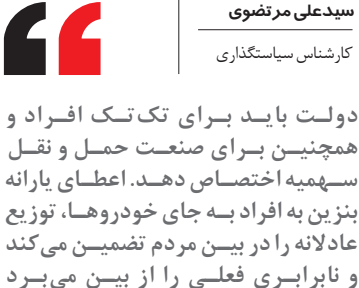 سیدعلی مرتضوی
کارشناس سیاستگذاری
دولت باید برای تک‌تک افراد و
همچنین برای صنعت حمل و نقل
سهمیه اختصاص دهد. اعطای یارانه
بنزین به افراد به جای خودروها، توزیع
عادلانه را در بین مردم تضمین می‌کند
و نابرابری فعلی را از بین می‌برد